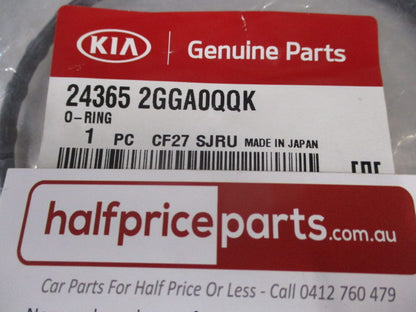 KIA Genuine Parts
24365 2GGA0QQK
O-RING
1 PC CF27 SJRU MADE IN JAPAN
EAC
halfpriceparts.com.au
Car Parts For Half Price Or Less - Call 0412 760 479